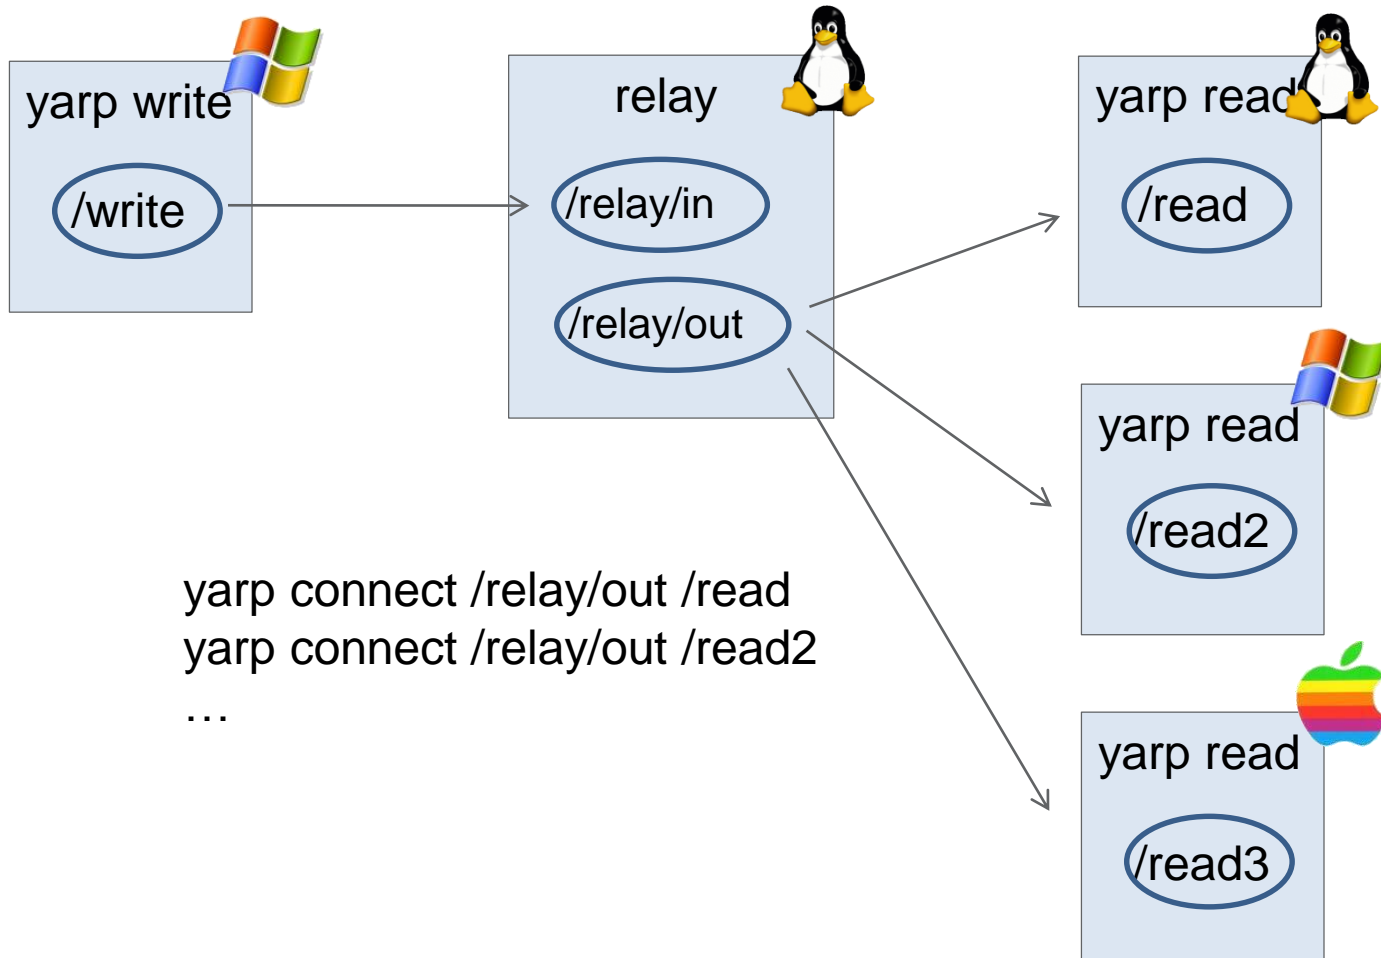 yarp write
/write
relay
/relay/in
/relay/out
yarp read
/read
yarp read
/read2
yarp read
/read3
yarp connect /relay/out /read
yarp connect /relay/out /read2
…